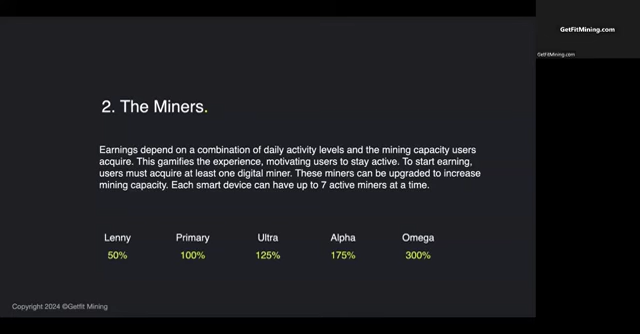 GetFitMining.com
GetFitMining.com
2. The Miners.
Earnings depend on a combination of daily activity levels and the mining capacity users
acquire. This gamifies the experience, motivating users to stay active. To start earning,
users must acquire at least one digital miner. These miners can be upgraded to increase
mining capacity. Each smart device can have up to 7 active miners at a time.
Lenny Primary Ultra Alpha Omega
50% 100% 125% 175% 300%
Copyright 2024 ©Getfit Mining